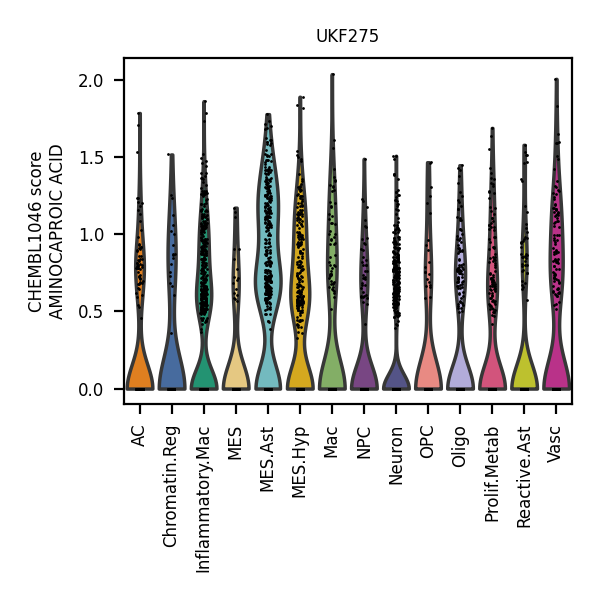 UKF275
CHEMBL1046 score
AMINOCAPROIC ACID
2.0
1.5
1.0
0.5
0.0
AC
Chromatin.Reg
Inflammatory.Mac
MES
MES.Ast
MES.Hyp
Mac
NPC
Neuron
OPC
Oligo
Prolif.Metab
Reactive.Ast
Vasc